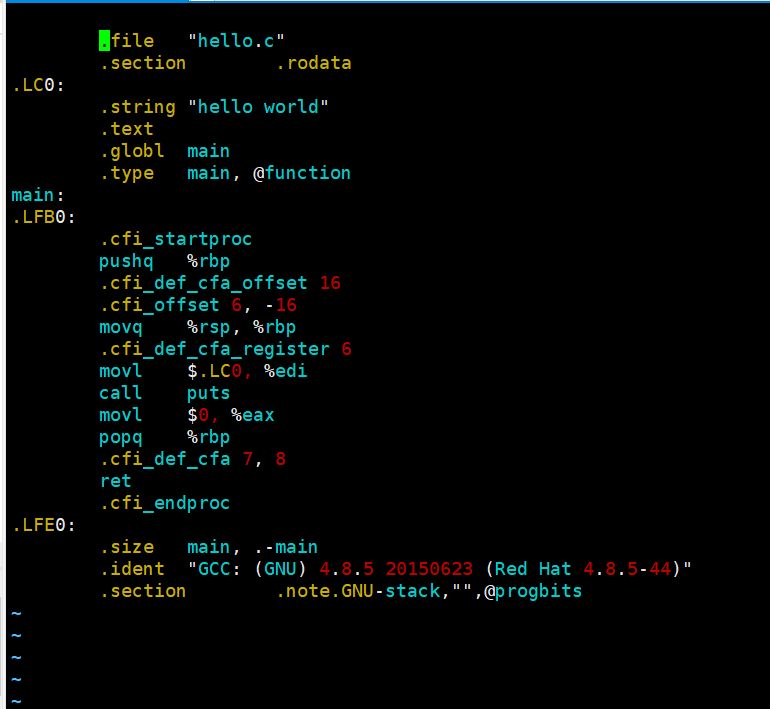 .file "hello.c"
.section .rodata
.LC0:
.string "hello world"
.text
.globl main
.type main, @function
main:
.LFB0:
.cfi_startproc
pushq %rbp
.cfi_def_cfa_offset 16
.cfi_offset 6, -16
movq %rsp, %rbp
.cfi_def_cfa_register 6
movl $.LC0, %edi
call puts
movl $0, %eax
popq %rbp
.cfi_def_cfa 7, 8
ret
.cfi_endproc
.LFE0:
.size main, .-main
.ident "GCC: (GNU) 4.8.5 20150623 (Red Hat 4.8.5-44)"
.section .note.GNU-stack,"",@progbits
~
~
~
~
~